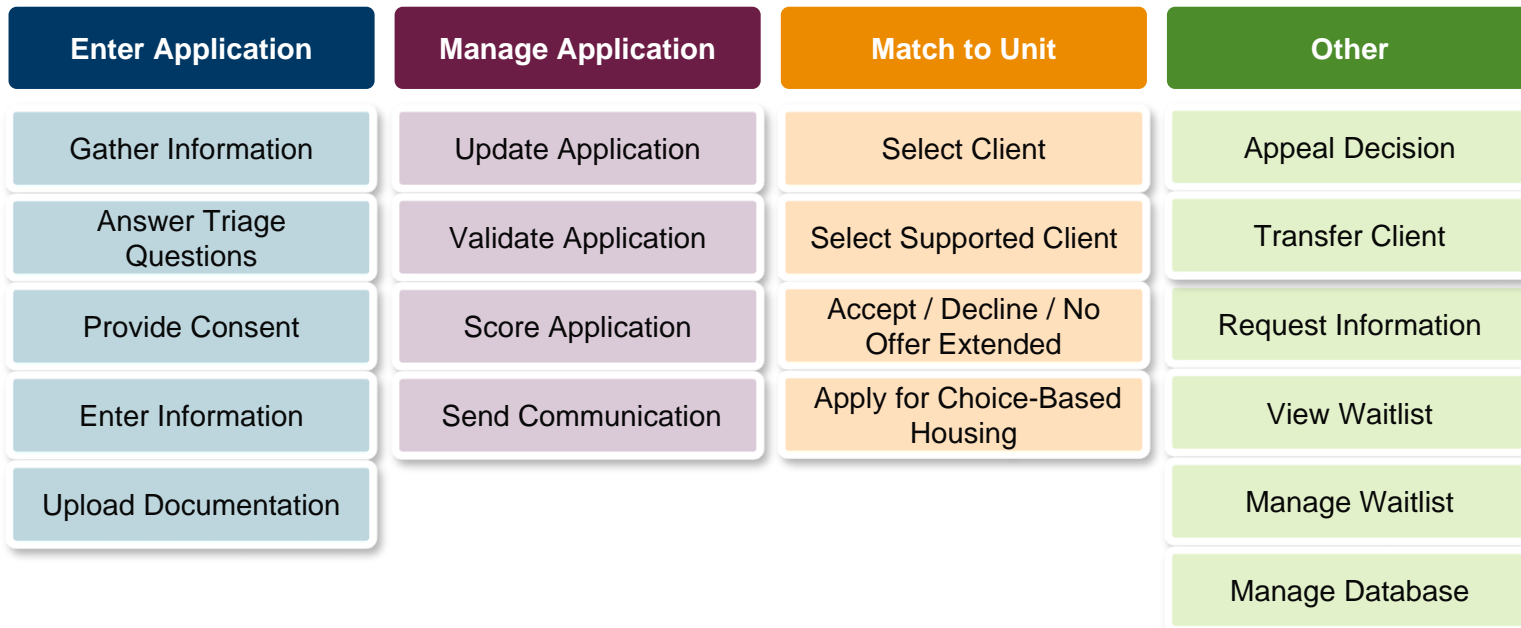 Enter Application
Gather Information
Answer Triage
Questions
Provide Consent
Enter Information
Upload Documentation
Manage Application
Update Application
Validate Application
Score Application
Send Communication
Match to Unit
Select Client
Select Supported Client
Accept / Decline / No
Offer Extended
Apply for Choice-Based
Housing
Other
Appeal Decision
Transfer Client
Request Information
View Waitlist
Manage Waitlist
Manage Database